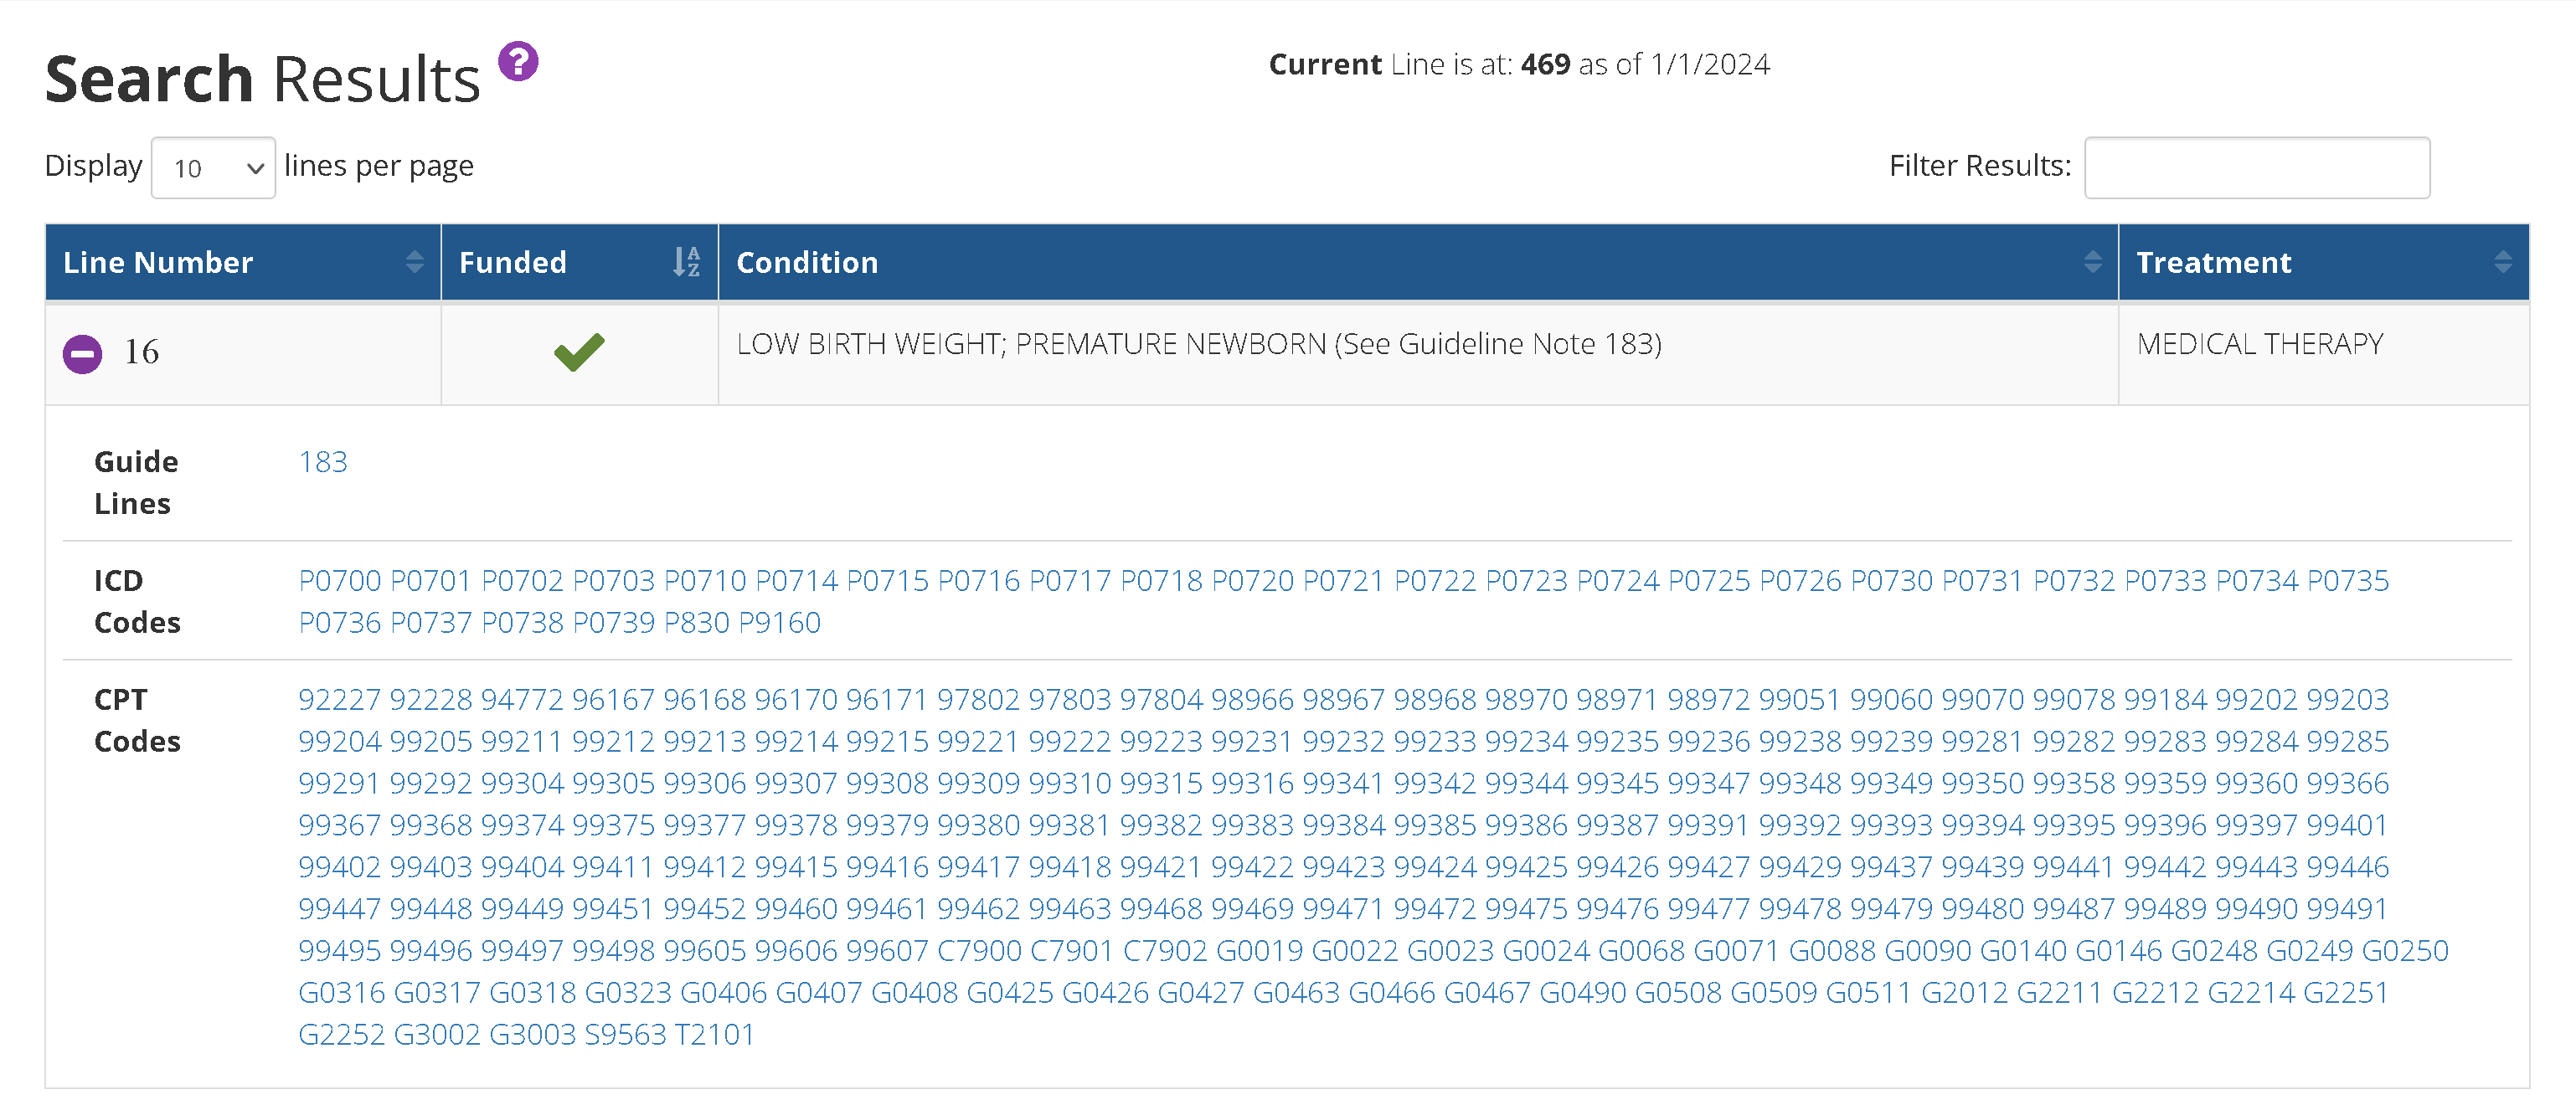 Search Results ?
Current Line is at: 469 as of 1/1/2024
Display 10 lines per page
Filter Results:
Line Number Funded Condition Treatment
16 LOW BIRTH WEIGHT; PREMATURE NEWBORN (See Guideline Note 183) MEDICAL THERAPY
Guide Lines
183
ICD Codes
P0700 P0701 P0702 P0703 P0710 P0714 P0715 P0716 P0717 P0718 P0720 P0721 P0722 P0723 P0724 P0725 P0726 P0730 P0731 P0732 P0733 P0734 P0735
P0736 P0737 P0738 P0739 P830 P9160
CPT Codes
92227 92228 94772 96167 96168 96170 96171 97802 97803 97804 98966 98967 98968 98970 98971 98972 99051 99060 99070 99078 99184 99202 99203
99204 99205 99211 99212 99213 99214 99215 99221 99222 99223 99231 99232 99233 99234 99235 99236 99238 99239 99281 99282 99283 99284 99285
99291 99292 99304 99305 99306 99307 99308 99309 99310 99315 99316 99341 99342 99344 99345 99347 99348 99349 99350 99358 99359 99360 99366
99367 99368 99374 99375 99377 99378 99379 99380 99381 99382 99383 99384 99385 99386 99387 99391 99392 99393 99394 99395 99396 99397 99401
99402 99403 99404 99411 99412 99415 99416 99417 99418 99421 99422 99423 99424 99425 99426 99427 99429 99437 99439 99441 99442 99443 99446
99447 99448 99449 99451 99452 99460 99461 99462 99463 99468 99469 99471 99472 99475 99476 99477 99478 99479 99480 99487 99489 99490 99491
99495 99496 99497 99498 99605 99606 99607 C7900 C7901 C7902 G0019 G0022 G0023 G0024 G0068 G0071 G0088 G0090 G0140 G0146 G0248 G0249 G0250
G0316 G0317 G0318 G0323 G0406 G0407 G0408 G0425 G0426 G0427 G0463 G0466 G0467 G0490 G0508 G0509 G0511 G2012 G2211 G2212 G2214 G2251
G2252 G3002 G3003 S9563 T2101